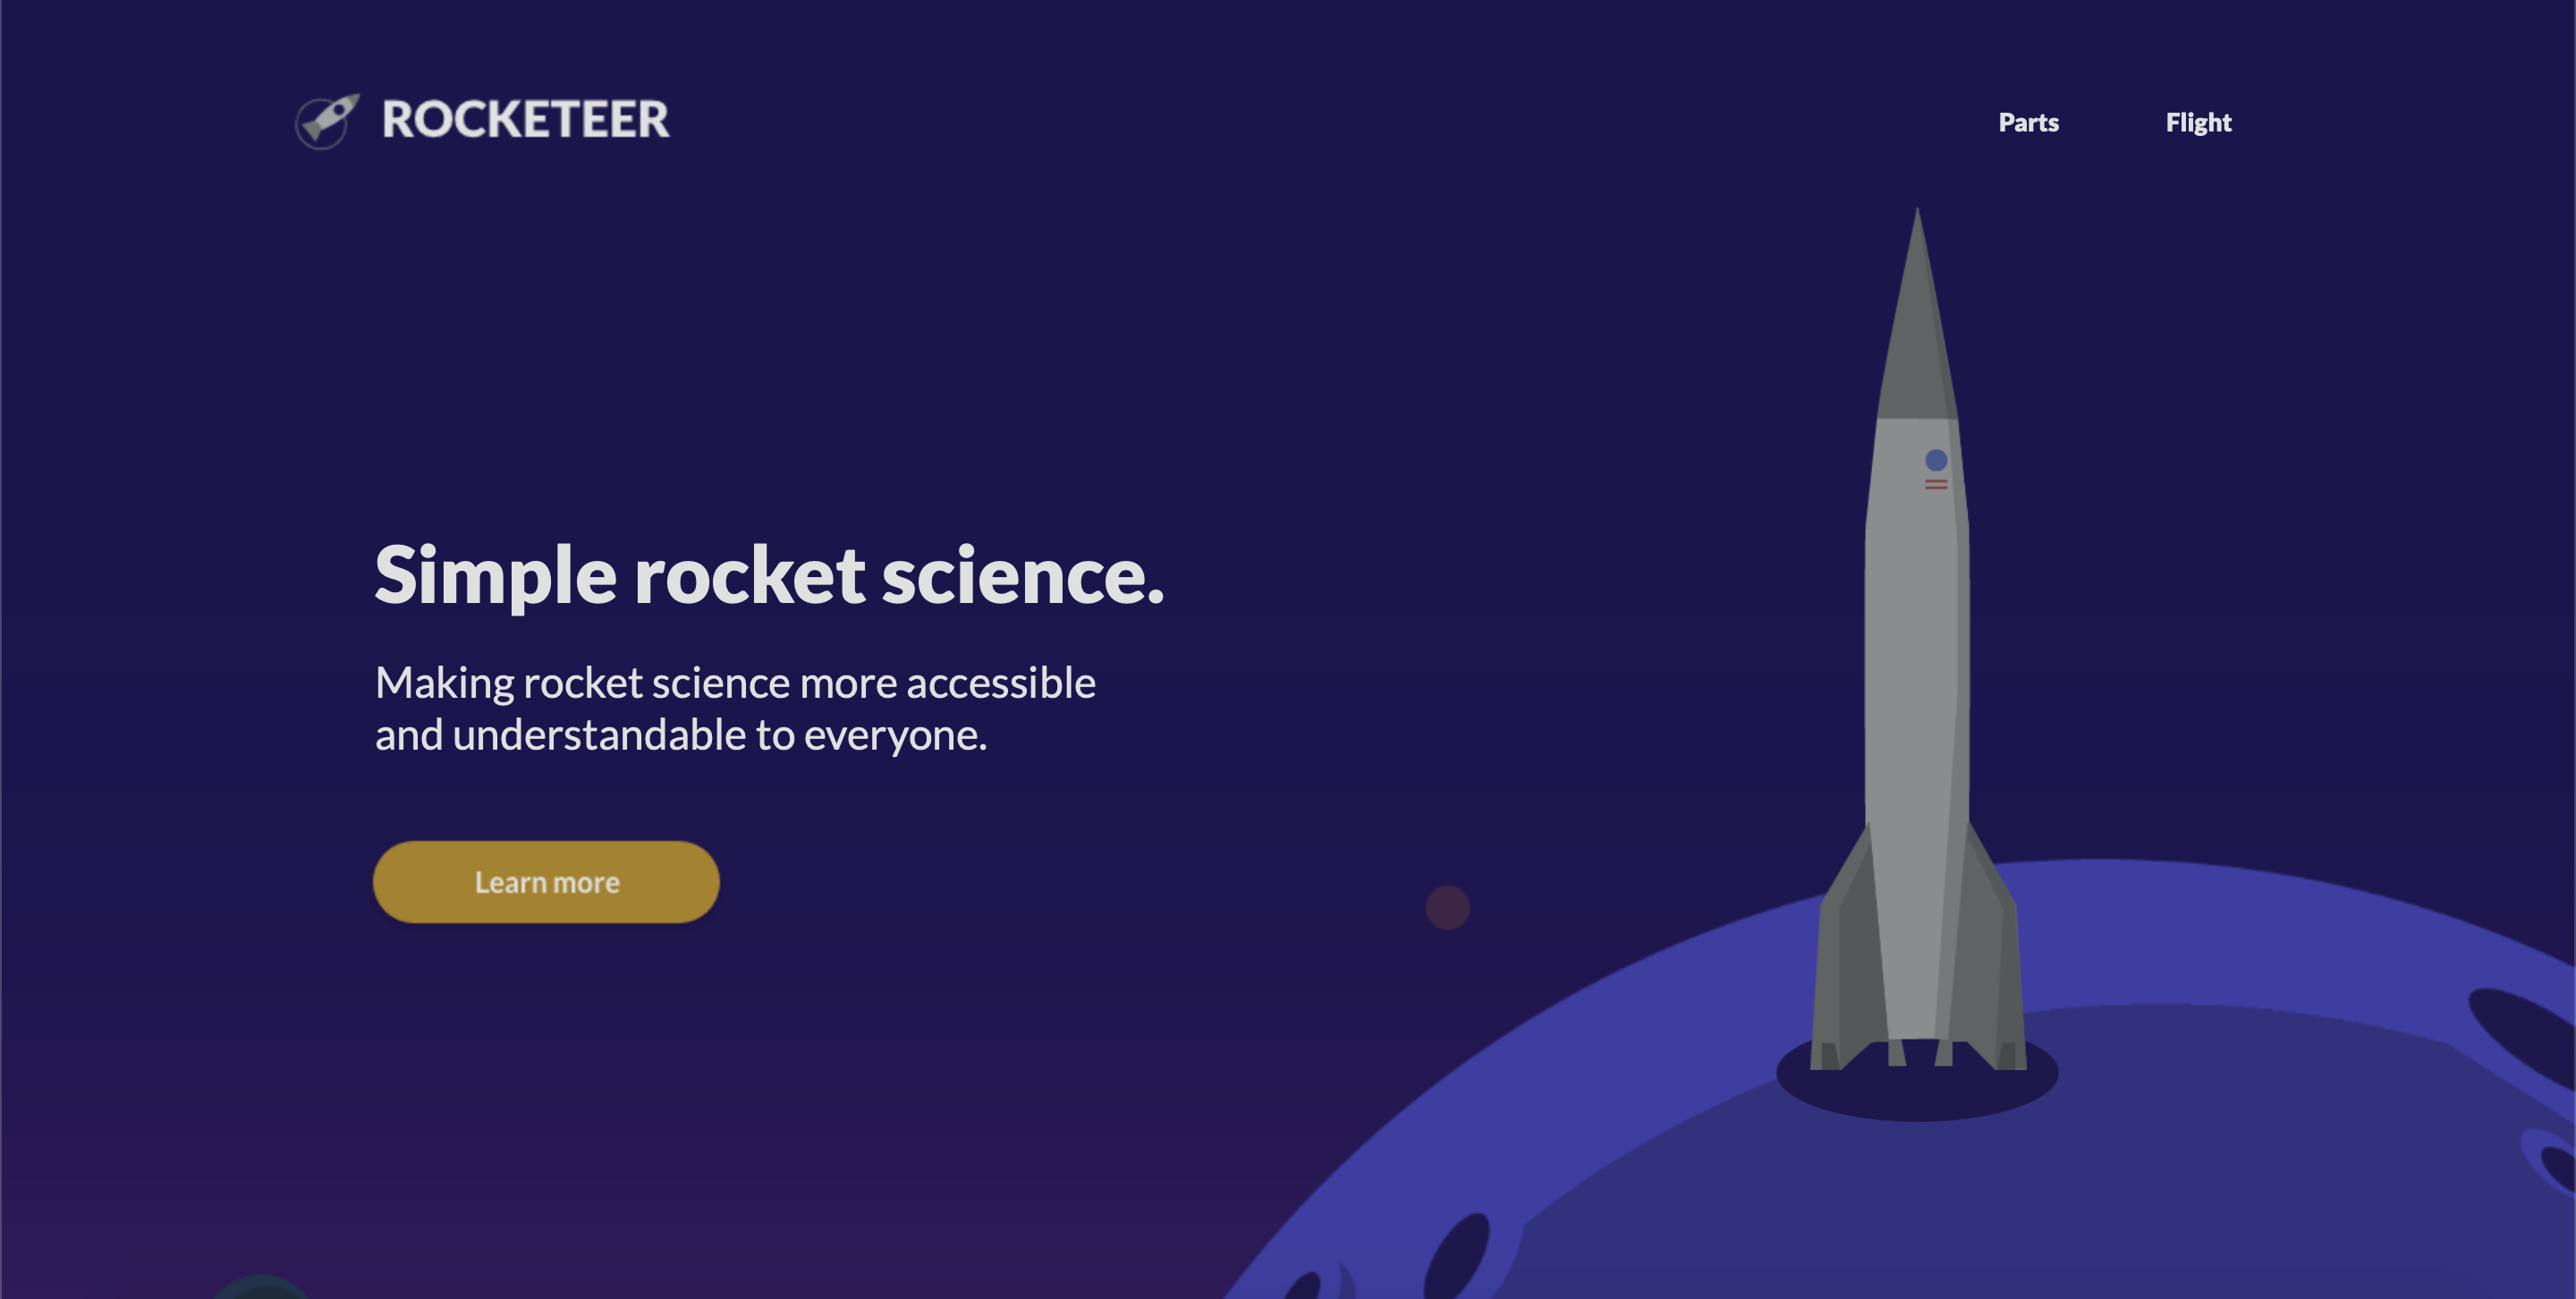 ROCKETEER
Parts
Flight
Simple rocket science.
Making rocket science more accessible
and understandable to everyone.
Learn more